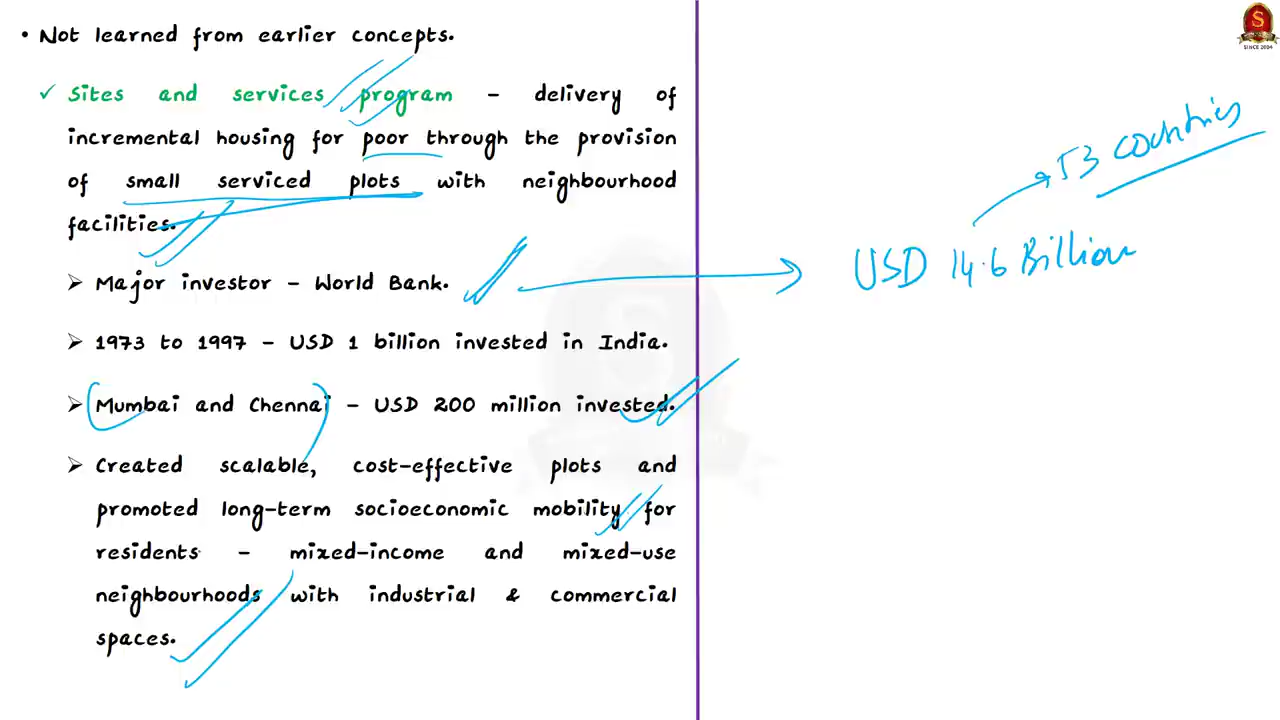 • Not learned from earlier concepts.
✓ Sites and services program - delivery of
incremental housing for poor through the provision
of small serviced plots with neighbourhood
facilities.
➢ Major investor - World Bank.
➢ 1973 to 1997 - USD 1 billion invested in India.
➢ Mumbai and Chennai - USD 200 million invested.
➢ Created scalable, cost-effective plots and
promoted long-term socioeconomic mobility for
residents - mixed-income and mixed-use
neighbourhoods with industrial & commercial
spaces.
53 countries
USD 14.6 Billion
S
SINCE 2004